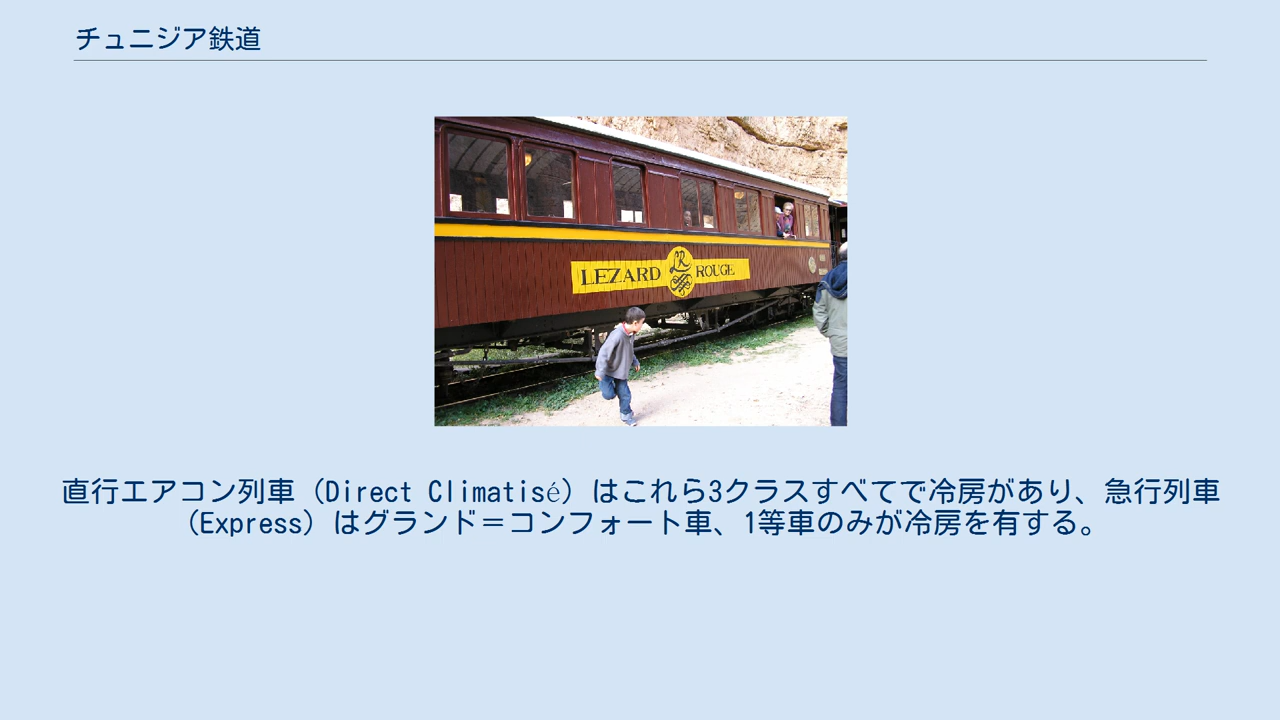 チュニジア鉄道
LEZARD LR ROUGE
直行エアコン列車（Direct Climatisé）はこれら3クラスすべてで冷房があり、急行列車
（Express）はグランド＝コンフォート車、1等車のみが冷房を有する。